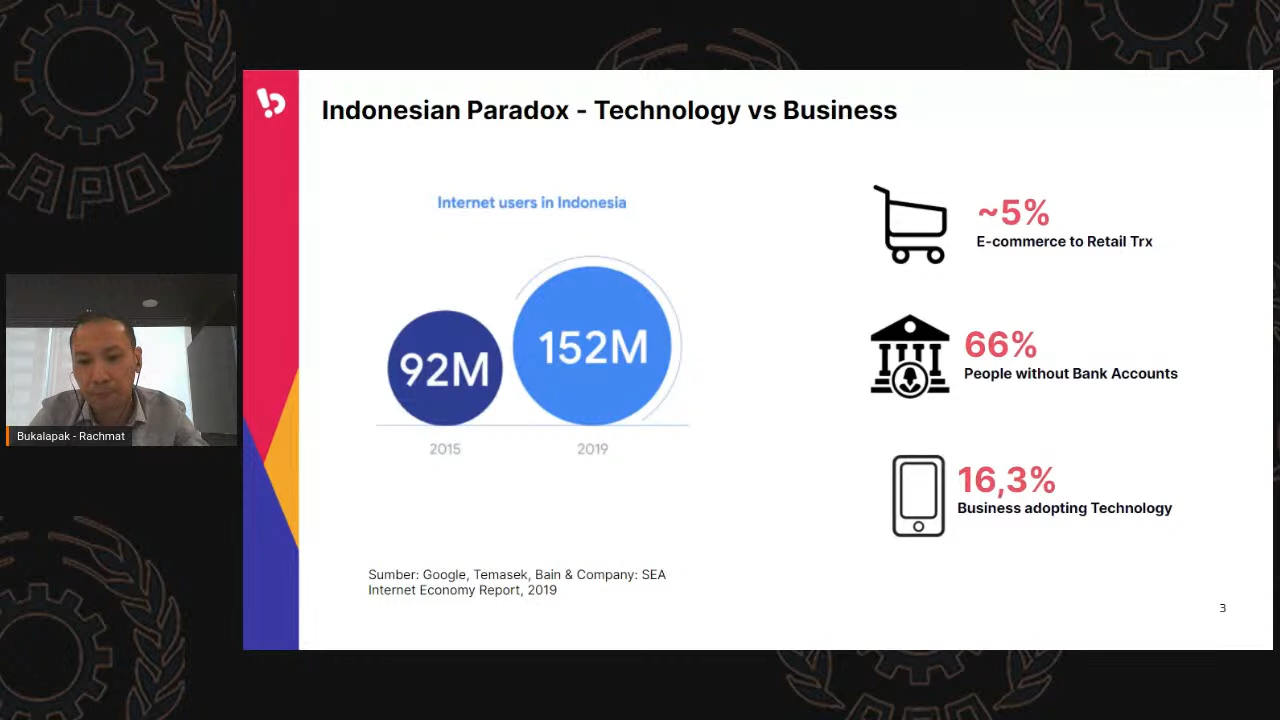 Indonesian Paradox - Technology vs Business
Internet users in Indonesia
92M
152M
2015
2019
~5%
E-commerce to Retail Trx
66%
People without Bank Accounts
16,3%
Business adopting Technology
Sumber: Google, Temasek, Bain & Company: SEA
Internet Economy Report, 2019
3
Bukalapak - Rachmat
APO